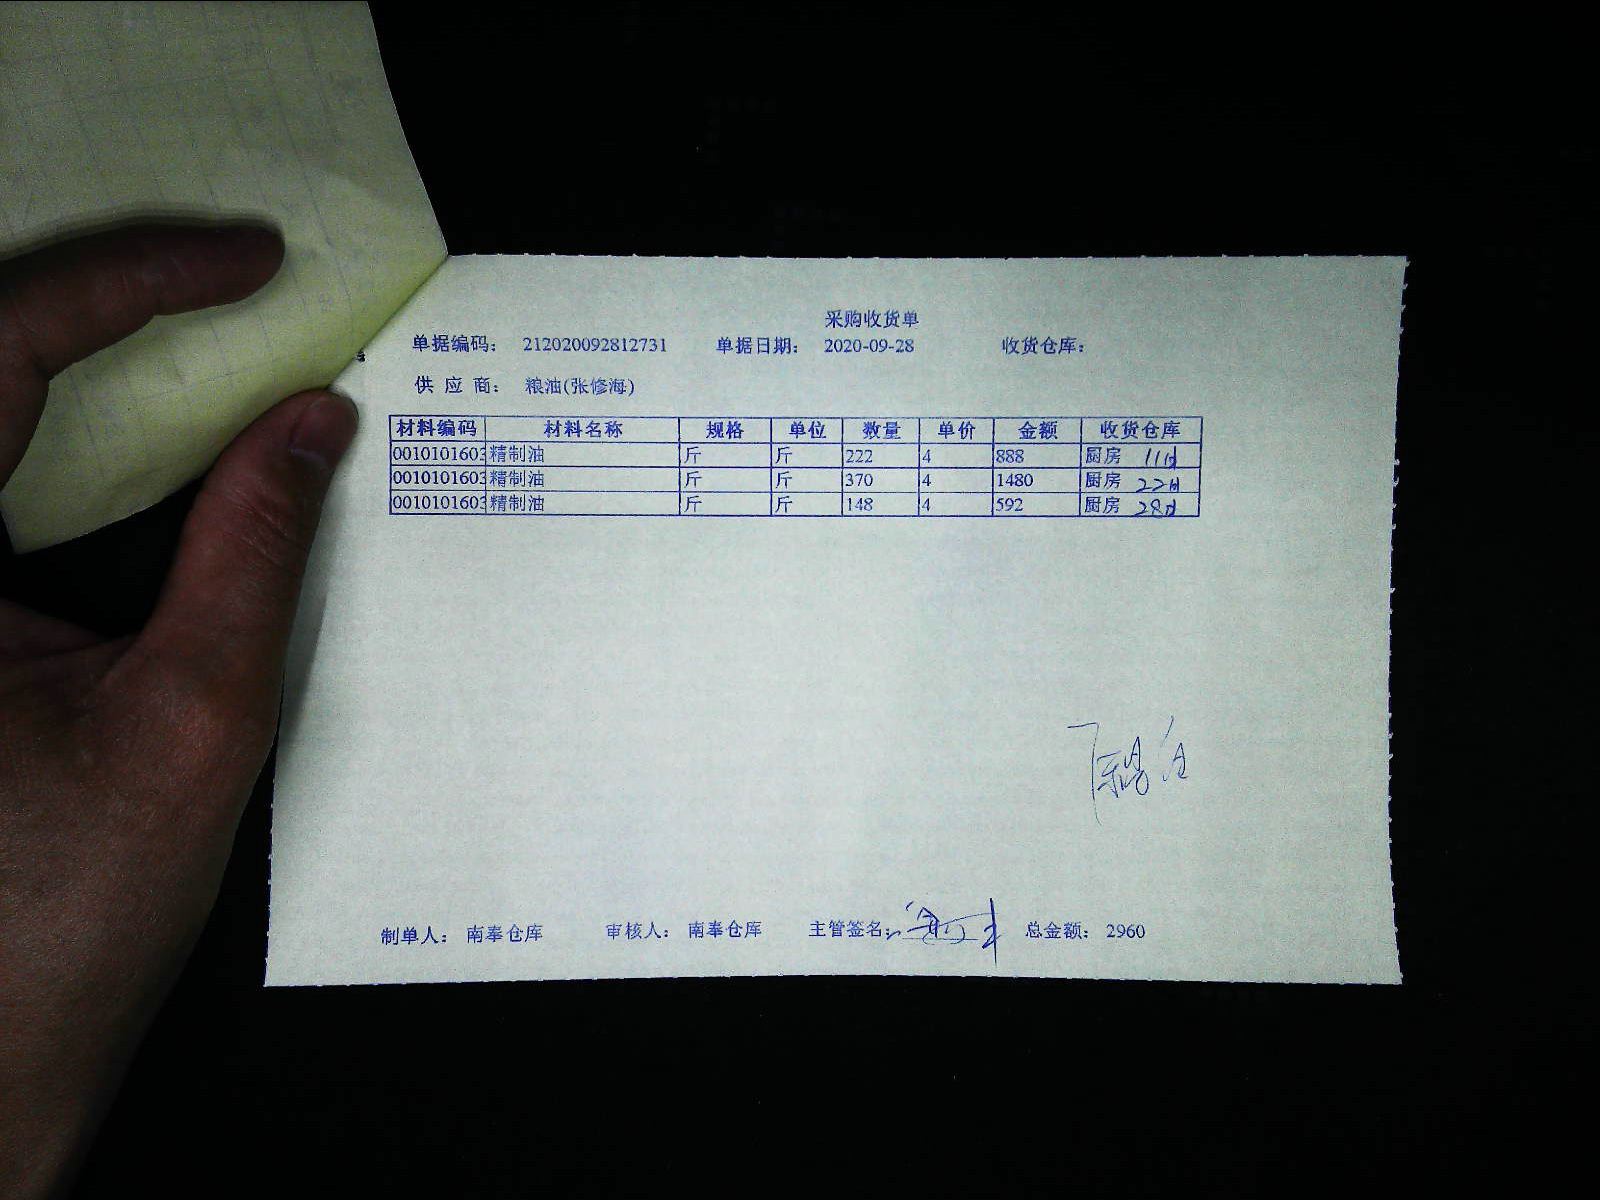 采购收货单
单据编码： 212020092812731 单据日期： 2020-09-28 收货仓库：
供 应 商： 粮油(张修海)
材料编码 材料名称 规格 单位 数量 单价 金额 收货仓库
0010101603 精制油 斤 斤 222 4 888 厨房 11日
0010101603 精制油 斤 斤 370 4 1480 厨房 22日
0010101603 精制油 斤 斤 148 4 592 厨房 28日
制单人： 南奉仓库 审核人： 南奉仓库 主管签名： 总金额： 2960